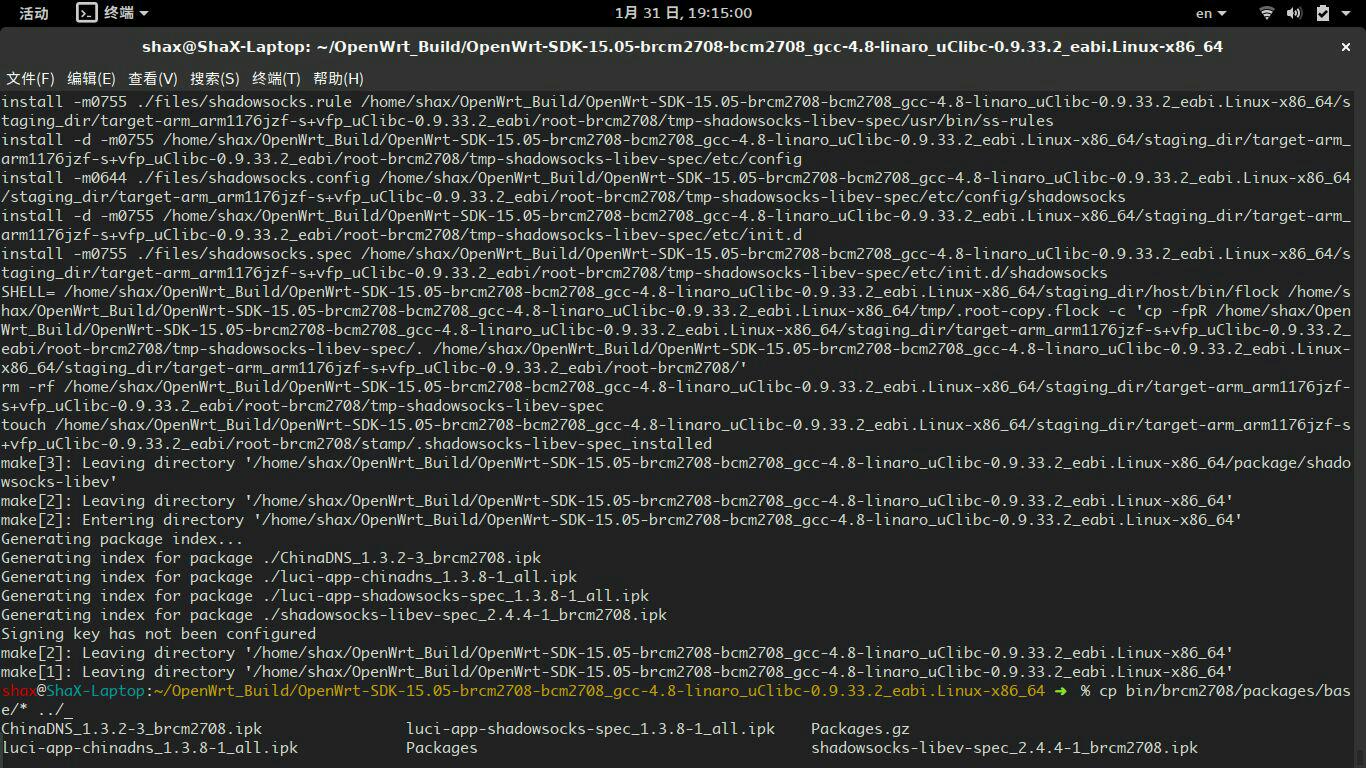 活动 终端 1月 31 日, 19:15:00 en
shax@ShaX-Laptop: ~/OpenWrt_Build/OpenWrt-SDK-15.05-brcm2708-bcm2708_gcc-4.8-linaro_uClibc-0.9.33.2_eabi.Linux-x86_64 ×
文件(F) 编辑(E) 查看(V) 搜索(S) 终端(T) 帮助(H)
install -m0755 ./files/shadowsocks.rule /home/shax/OpenWrt_Build/OpenWrt-SDK-15.05-brcm2708-bcm2708_gcc-4.8-linaro_uClibc-0.9.33.2_eabi.Linux-x86_64/s
taging_dir/target-arm_arm1176jzf-s+vfp_uClibc-0.9.33.2_eabi/root-brcm2708/tmp-shadowsocks-libev-spec/usr/bin/ss-rules
install -d -m0755 /home/shax/OpenWrt_Build/OpenWrt-SDK-15.05-brcm2708-bcm2708_gcc-4.8-linaro_uClibc-0.9.33.2_eabi.Linux-x86_64/staging_dir/target-arm_
arm1176jzf-s+vfp_uClibc-0.9.33.2_eabi/root-brcm2708/tmp-shadowsocks-libev-spec/etc/config
install -m0644 ./files/shadowsocks.config /home/shax/OpenWrt_Build/OpenWrt-SDK-15.05-brcm2708-bcm2708_gcc-4.8-linaro_uClibc-0.9.33.2_eabi.Linux-x86_64
/staging_dir/target-arm_arm1176jzf-s+vfp_uClibc-0.9.33.2_eabi/root-brcm2708/tmp-shadowsocks-libev-spec/etc/config/shadowsocks
install -d -m0755 /home/shax/OpenWrt_Build/OpenWrt-SDK-15.05-brcm2708-bcm2708_gcc-4.8-linaro_uClibc-0.9.33.2_eabi.Linux-x86_64/staging_dir/target-arm_
arm1176jzf-s+vfp_uClibc-0.9.33.2_eabi/root-brcm2708/tmp-shadowsocks-libev-spec/etc/init.d
install -m0755 ./files/shadowsocks.spec /home/shax/OpenWrt_Build/OpenWrt-SDK-15.05-brcm2708-bcm2708_gcc-4.8-linaro_uClibc-0.9.33.2_eabi.Linux-x86_64/s
taging_dir/target-arm_arm1176jzf-s+vfp_uClibc-0.9.33.2_eabi/root-brcm2708/tmp-shadowsocks-libev-spec/etc/init.d/shadowsocks
SHELL= /home/shax/OpenWrt_Build/OpenWrt-SDK-15.05-brcm2708-bcm2708_gcc-4.8-linaro_uClibc-0.9.33.2_eabi.Linux-x86_64/staging_dir/host/bin/flock /home/s
hax/OpenWrt_Build/OpenWrt-SDK-15.05-brcm2708-bcm2708_gcc-4.8-linaro_uClibc-0.9.33.2_eabi.Linux-x86_64/tmp/.root-copy.flock -c 'cp -fpR /home/shax/Open
Wrt_Build/OpenWrt-SDK-15.05-brcm2708-bcm2708_gcc-4.8-linaro_uClibc-0.9.33.2_eabi.Linux-x86_64/staging_dir/target-arm_arm1176jzf-s+vfp_uClibc-0.9.33.2_
eabi/root-brcm2708/tmp-shadowsocks-libev-spec/. /home/shax/OpenWrt_Build/OpenWrt-SDK-15.05-brcm2708-bcm2708_gcc-4.8-linaro_uClibc-0.9.33.2_eabi.Linux-
x86_64/staging_dir/target-arm_arm1176jzf-s+vfp_uClibc-0.9.33.2_eabi/root-brcm2708/'
rm -rf /home/shax/OpenWrt_Build/OpenWrt-SDK-15.05-brcm2708-bcm2708_gcc-4.8-linaro_uClibc-0.9.33.2_eabi.Linux-x86_64/staging_dir/target-arm_arm1176jzf-
s+vfp_uClibc-0.9.33.2_eabi/root-brcm2708/tmp-shadowsocks-libev-spec
touch /home/shax/OpenWrt_Build/OpenWrt-SDK-15.05-brcm2708-bcm2708_gcc-4.8-linaro_uClibc-0.9.33.2_eabi.Linux-x86_64/staging_dir/target-arm_arm1176jzf-s
+vfp_uClibc-0.9.33.2_eabi/root-brcm2708/stamp/.shadowsocks-libev-spec_installed
make[3]: Leaving directory '/home/shax/OpenWrt_Build/OpenWrt-SDK-15.05-brcm2708-bcm2708_gcc-4.8-linaro_uClibc-0.9.33.2_eabi.Linux-x86_64/package/shado
wsocks-libev'
make[2]: Leaving directory '/home/shax/OpenWrt_Build/OpenWrt-SDK-15.05-brcm2708-bcm2708_gcc-4.8-linaro_uClibc-0.9.33.2_eabi.Linux-x86_64'
make[2]: Entering directory '/home/shax/OpenWrt_Build/OpenWrt-SDK-15.05-brcm2708-bcm2708_gcc-4.8-linaro_uClibc-0.9.33.2_eabi.Linux-x86_64'
Generating package index...
Generating index for package ./ChinaDNS_1.3.2-3_brcm2708.ipk
Generating index for package ./luci-app-chinadns_1.3.8-1_all.ipk
Generating index for package ./luci-app-shadowsocks-spec_1.3.8-1_all.ipk
Generating index for package ./shadowsocks-libev-spec_2.4.4-1_brcm2708.ipk
Signing key has not been configured
make[2]: Leaving directory '/home/shax/OpenWrt_Build/OpenWrt-SDK-15.05-brcm2708-bcm2708_gcc-4.8-linaro_uClibc-0.9.33.2_eabi.Linux-x86_64'
make[1]: Leaving directory '/home/shax/OpenWrt_Build/OpenWrt-SDK-15.05-brcm2708-bcm2708_gcc-4.8-linaro_uClibc-0.9.33.2_eabi.Linux-x86_64'
shax@ShaX-Laptop:~/OpenWrt_Build/OpenWrt-SDK-15.05-brcm2708-bcm2708_gcc-4.8-linaro_uClibc-0.9.33.2_eabi.Linux-x86_64 ➜ % cp bin/brcm2708/packages/bas
e/* ../_
ChinaDNS_1.3.2-3_brcm2708.ipk luci-app-shadowsocks-spec_1.3.8-1_all.ipk Packages.gz
luci-app-chinadns_1.3.8-1_all.ipk Packages shadowsocks-libev-spec_2.4.4-1_brcm2708.ipk